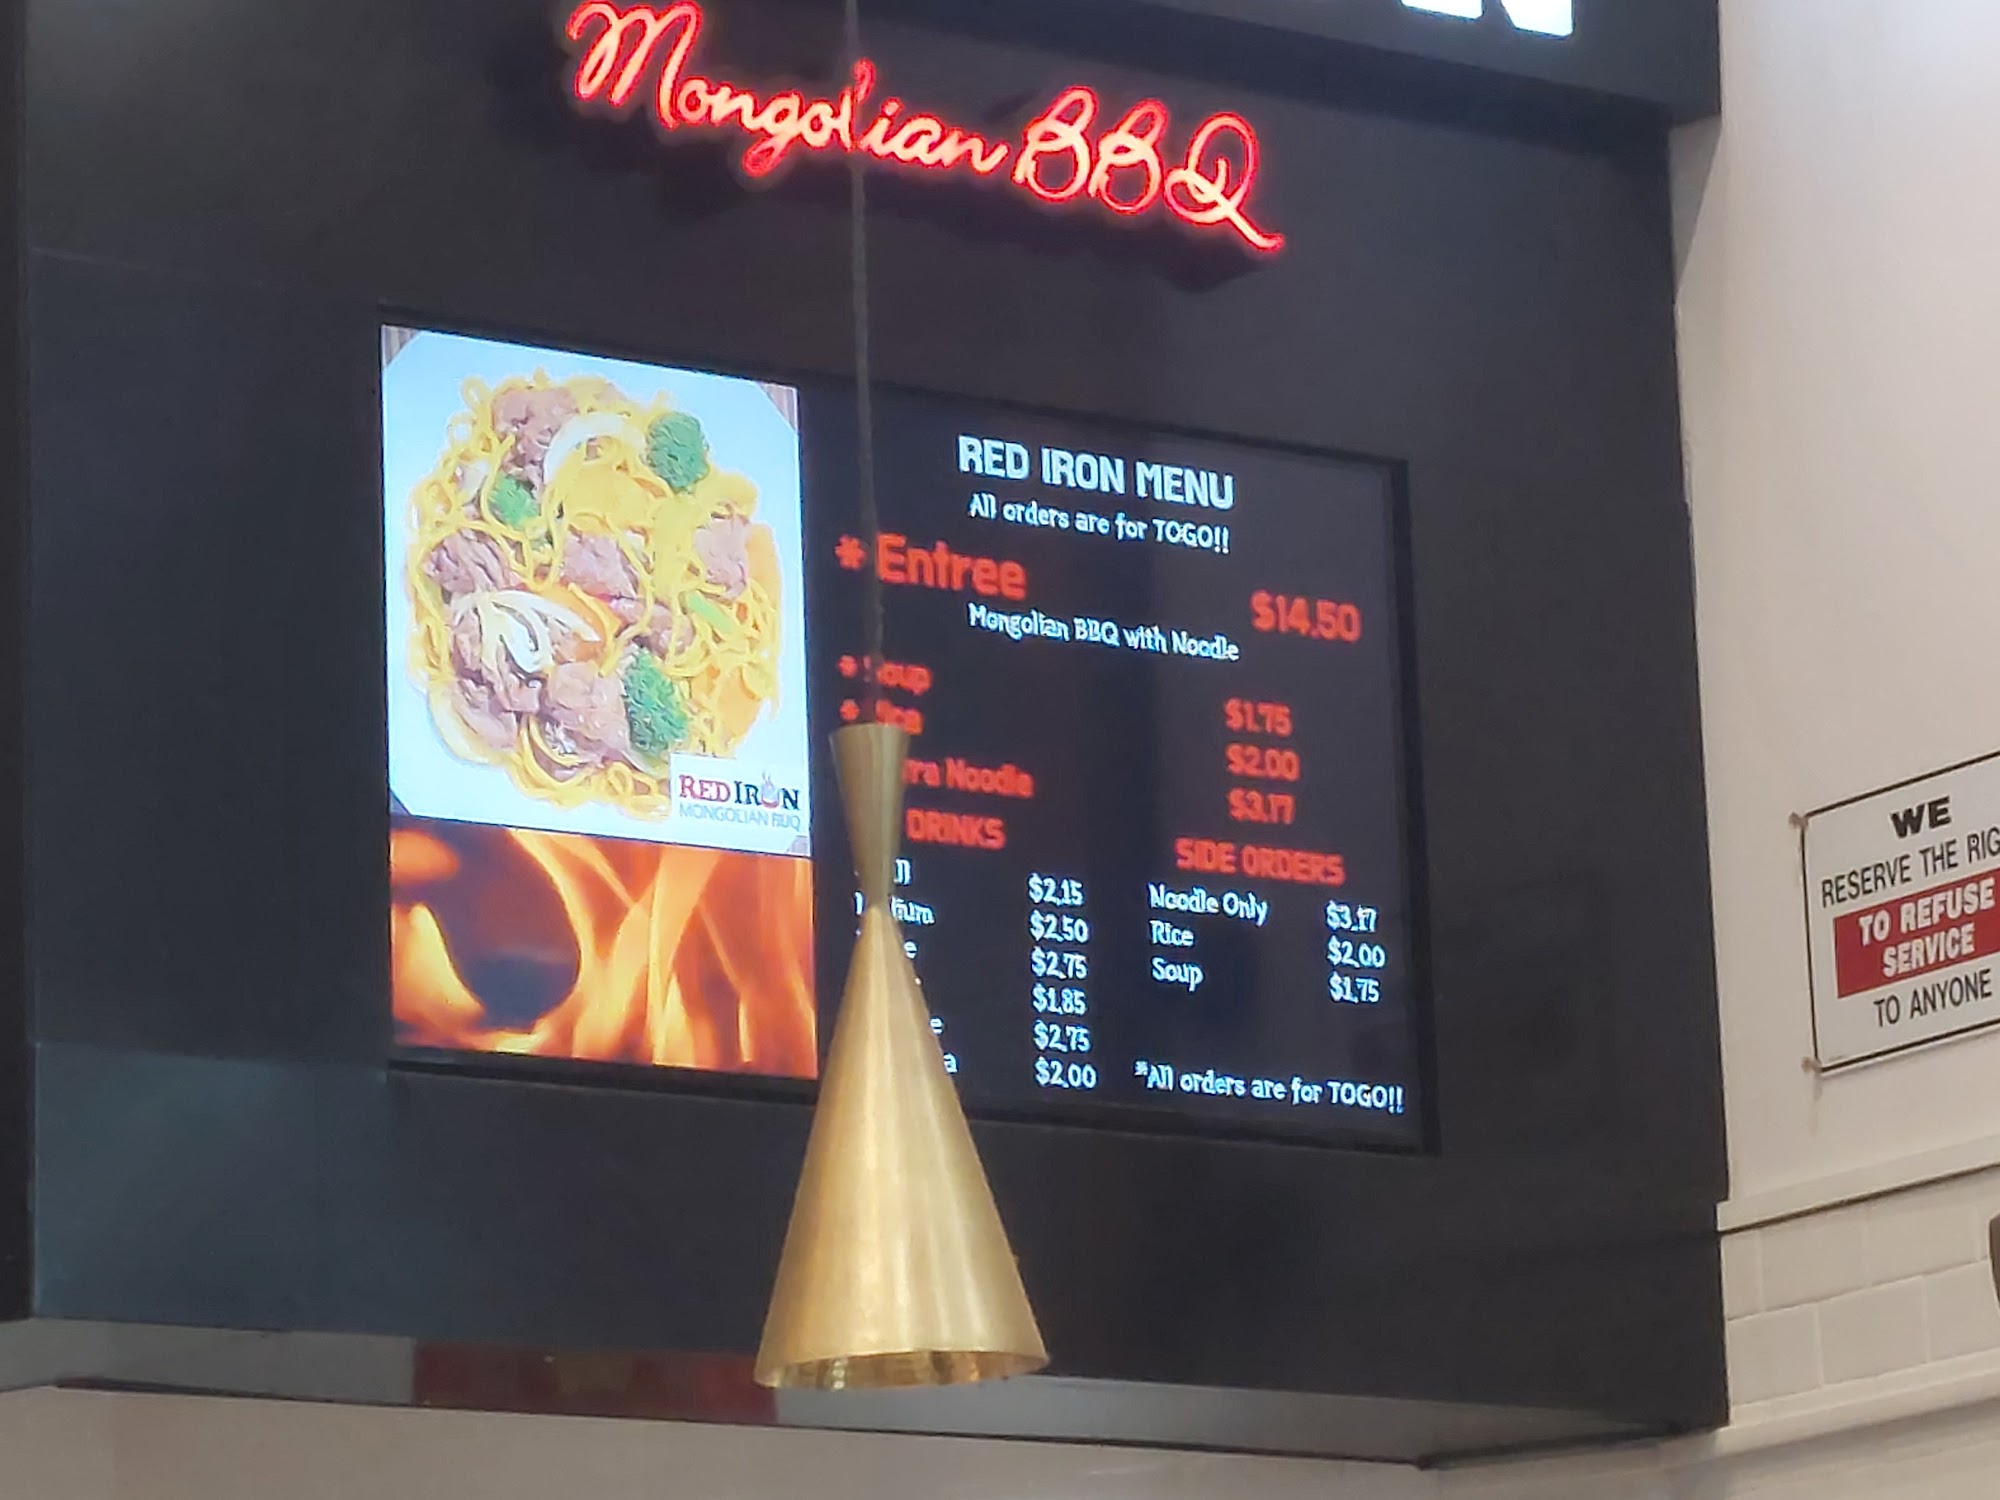 Mongolian BBQ
RED IRON MENU
All orders are for TOGO!!
* Entree
$14.50
Mongolian BBQ with Noodle
* Soup
$1.75
*
$2.00
Noodle
$3.17
DRINKS
$2.15
$2.50
$2.75
$1.85
$2.75
$2.00
SIDE ORDERS
Noodle Only $3.17
Rice $2.00
Soup $1.75
*All orders are for TOGO!!
RED IRON
MONGOLIAN BBQ
WE
RESERVE THE
TO REFUSE
SERVICE
TO ANYONE